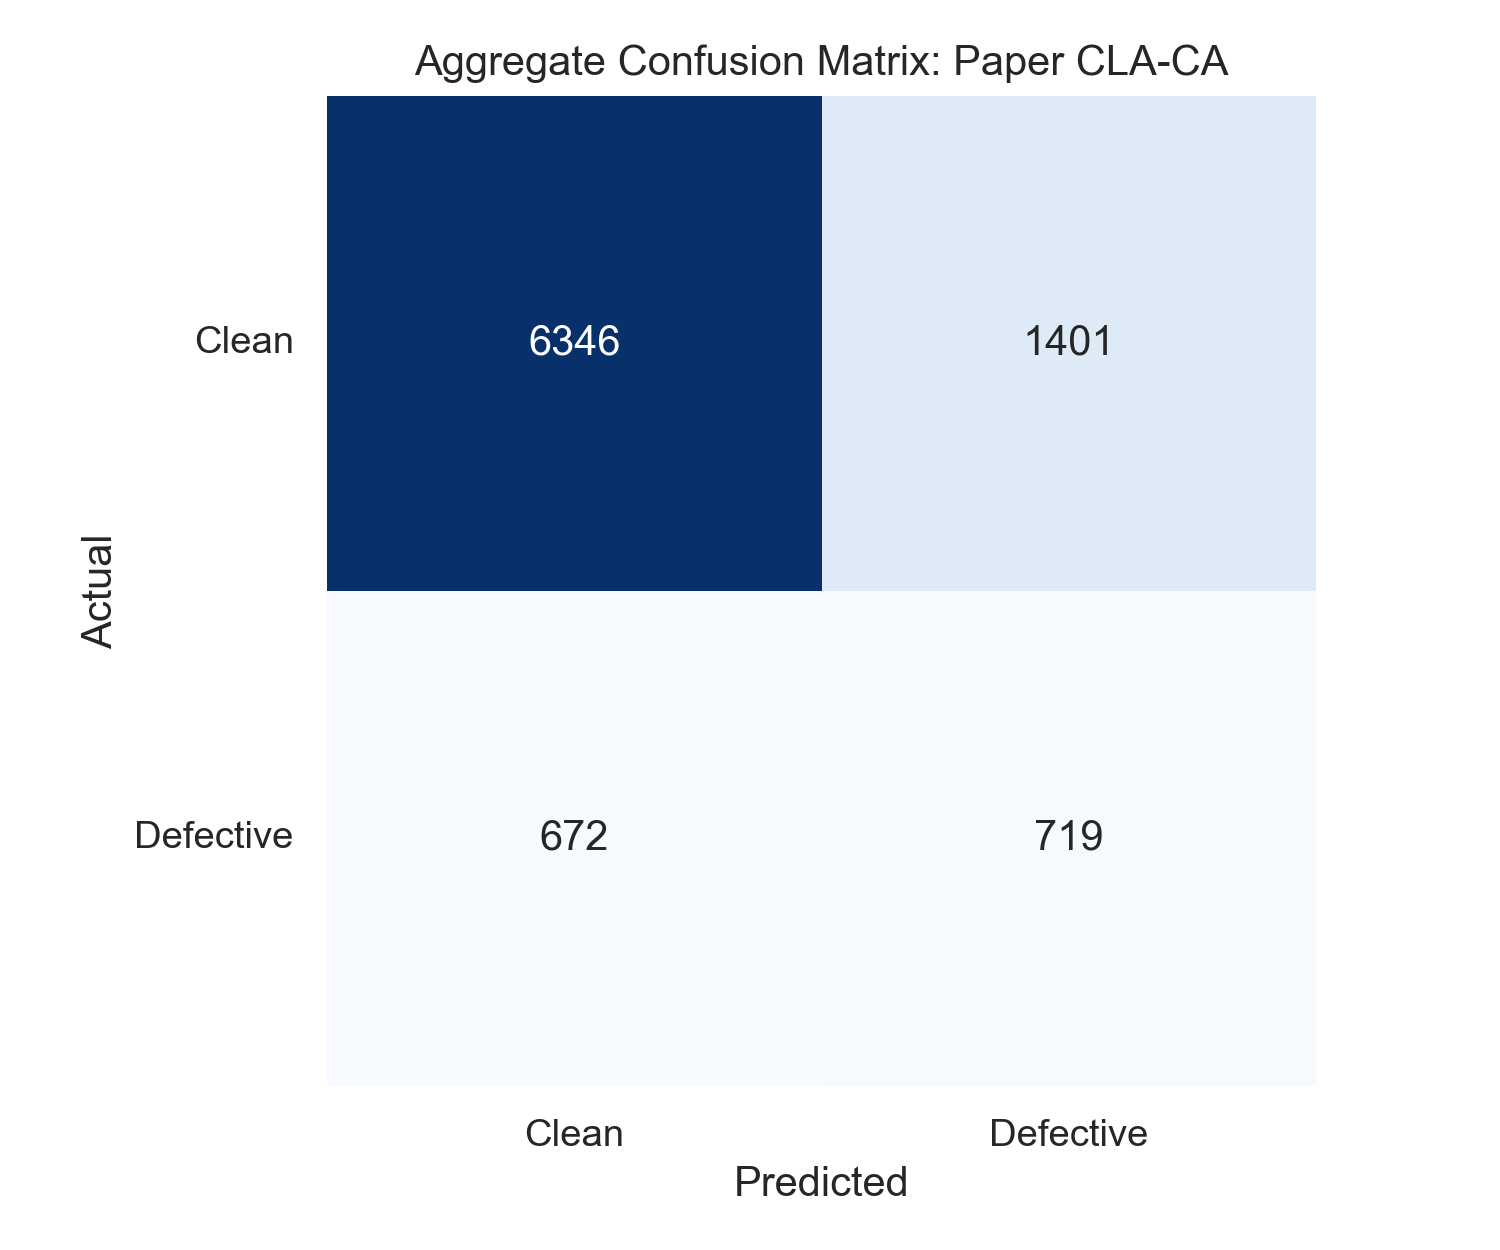 Aggregate Confusion Matrix: Paper CLA-CA
Clean
6346
1401
Actual
Defective
672
719
Clean
Defective
Predicted